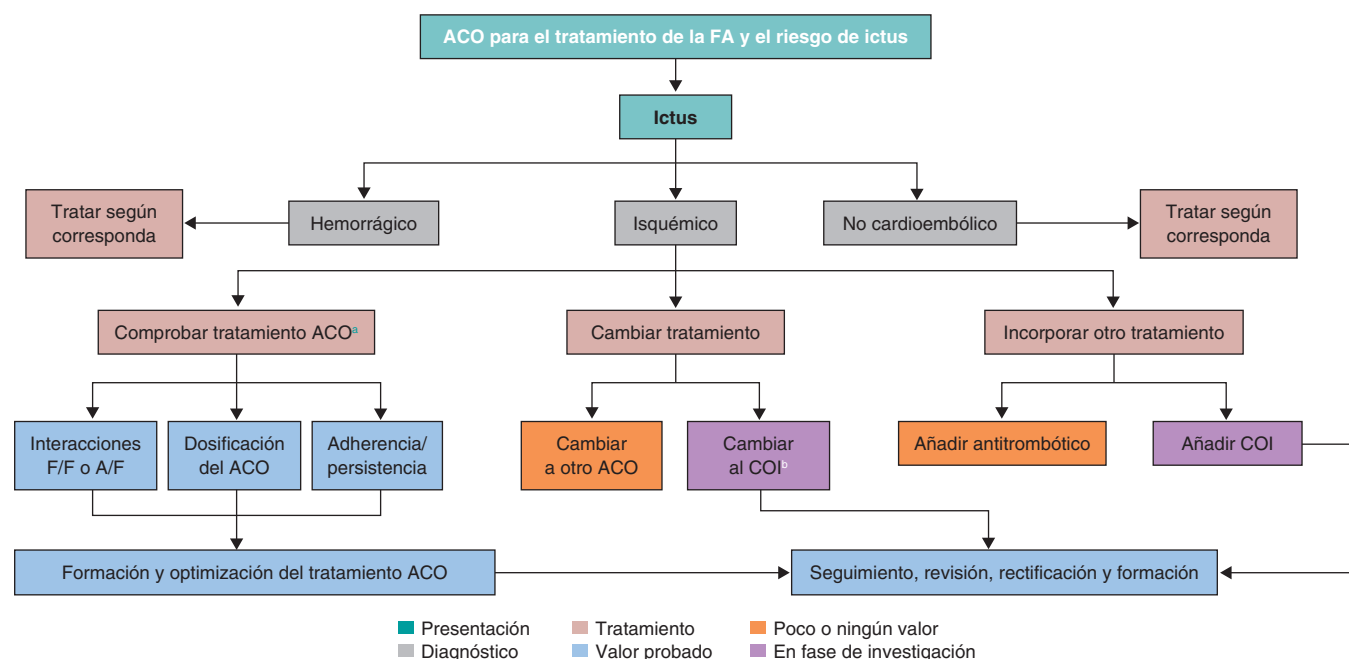 ACO para el tratamiento de la FA y el riesgo de ictus
Ictus
Tratar según
corresponda
Hemorrágico
Isquémico
No cardioembólico
Tratar según
corresponda
Comprobar tratamiento ACOa
Cambiar tratamiento
Incorporar otro tratamiento
Interacciones
F/F o A/F
Dosificación
del ACO
Adherencia/
persistencia
Cambiar
a otro ACO
Cambiar
al COIb
Añadir antitrombótico
Añadir COI
Formación y optimización del tratamiento ACO
Seguimiento, revisión, rectificación y formación
Presentación
Tratamiento
Poco o ningún valor
Diagnóstico
Valor probado
En fase de investigación